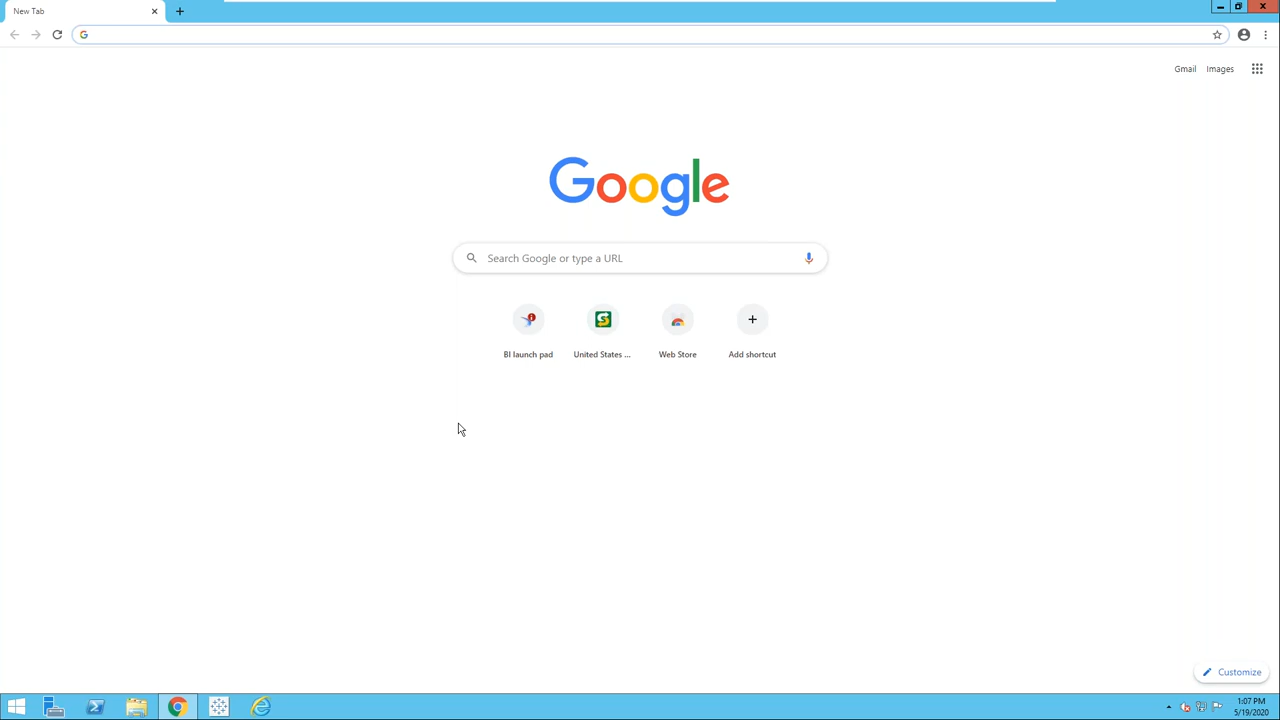 New Tab
Gmail
Images
Google
Search Google or type a URL
BI launch pad
United States ...
Web Store
Add shortcut
Customize
1:07 PM
5/19/2020